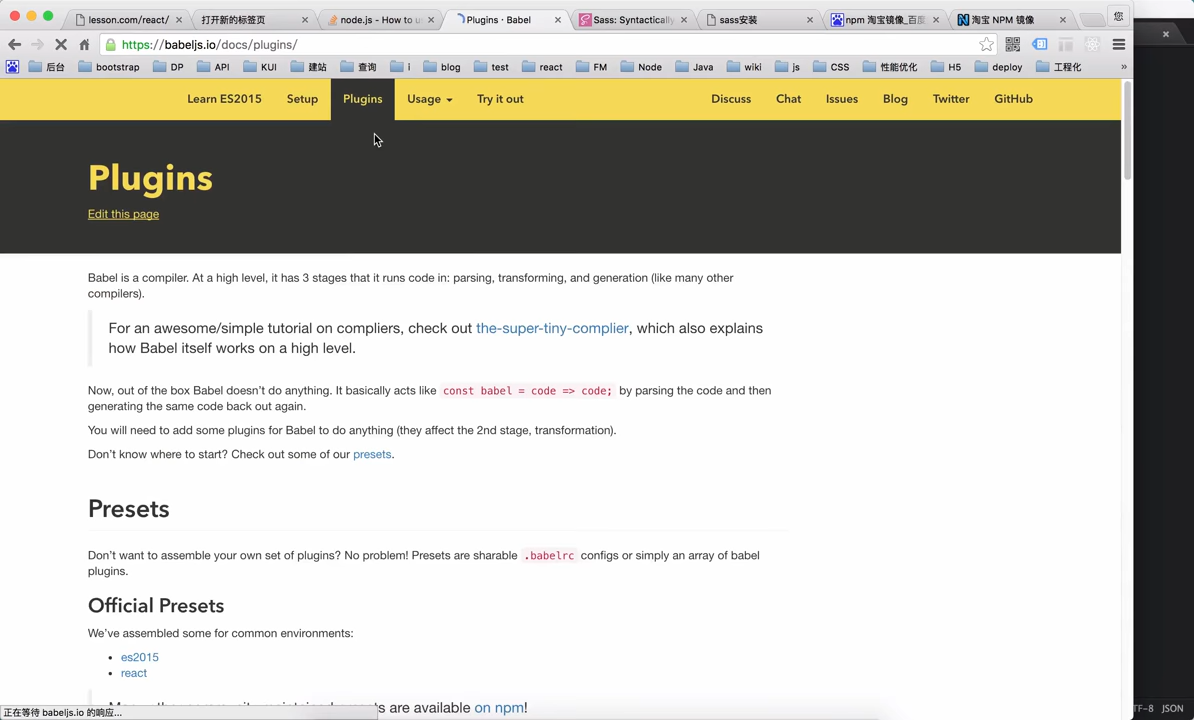 lesson.com/react/
打开新的标签页
node.js - How to u
Plugins · Babel
Sass: Syntactically
sass安装
npm 淘宝镜像_百度
淘宝 NPM 镜像
您
https://babeljs.io/docs/plugins/
后台 bootstrap DP API KUI 建站 查询 i blog test react FM Node Java wiki js CSS 性能优化 H5 deploy 工程化 »
Learn ES2015 Setup Plugins Usage Try it out Discuss Chat Issues Blog Twitter GitHub
Plugins
Edit this page
Babel is a compiler. At a high level, it has 3 stages that it runs code in: parsing, transforming, and generation (like many other
compilers).
For an awesome/simple tutorial on compliers, check out the-super-tiny-complier, which also explains
how Babel itself works on a high level.
Now, out of the box Babel doesn't do anything. It basically acts like const babel = code => code; by parsing the code and then
generating the same code back out again.
You will need to add some plugins for Babel to do anything (they affect the 2nd stage, transformation).
Don't know where to start? Check out some of our presets.
Presets
Don't want to assemble your own set of plugins? No problem! Presets are sharable .babelrc configs or simply an array of babel
plugins.
Official Presets
We've assembled some for common environments:
• es2015
• react
are available on npm!
正在等待 babeljs.io 的响应...
TF-8 JSON